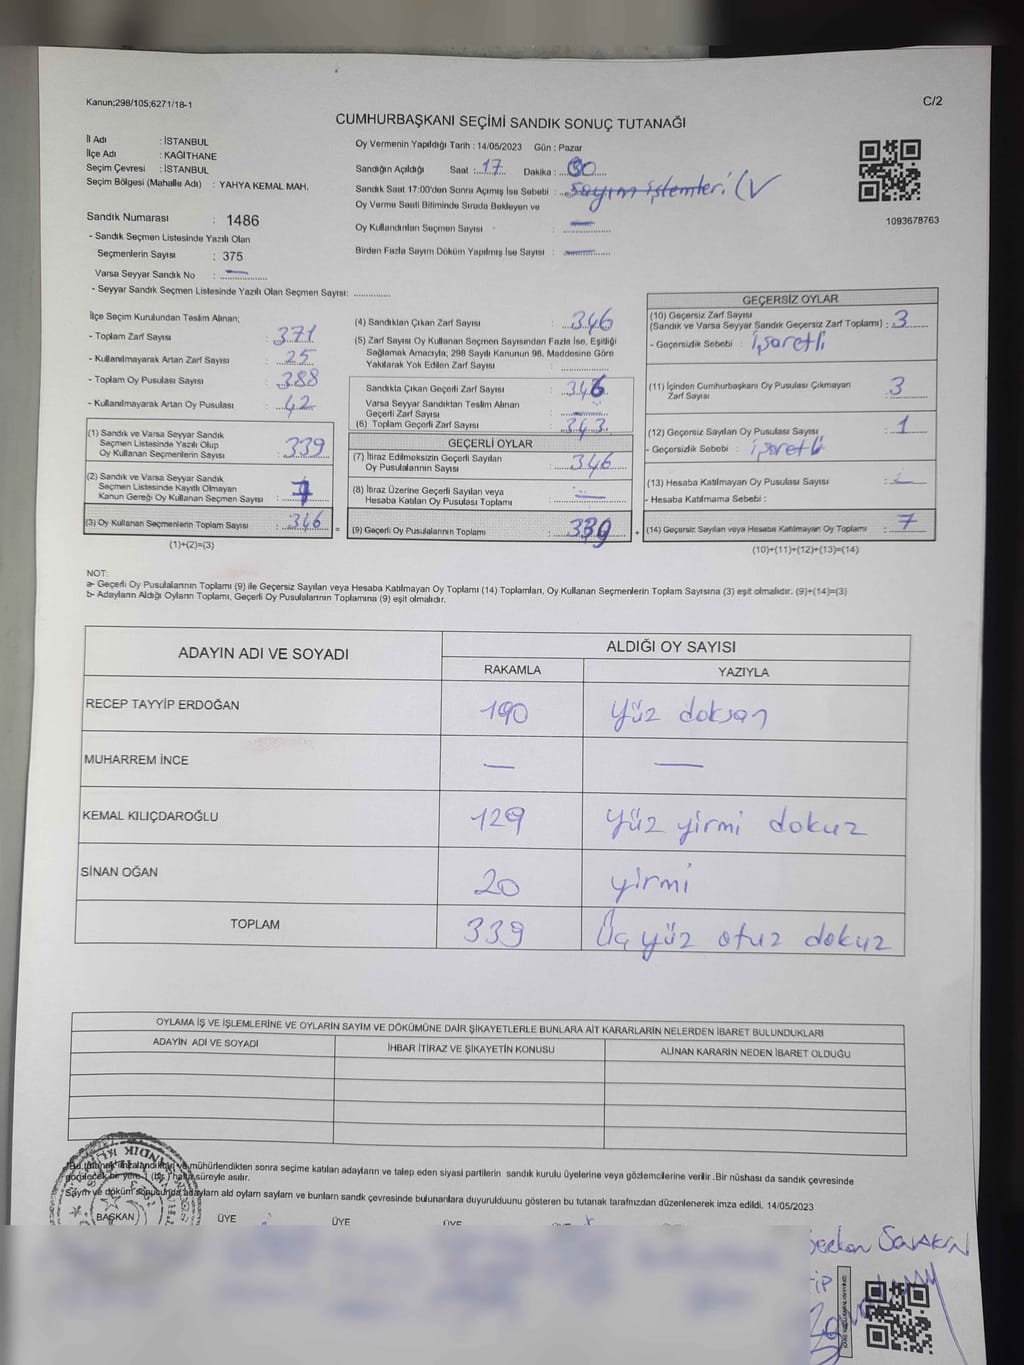 Kanun;298/105;6271/18-1
C/2
CUMHURBAŞKANI SEÇİMİ SANDIK SONUÇ TUTANAĞI
İl Adı : İSTANBUL
İlçe Adı : KAĞITHANE
Seçim Çevresi : İSTANBUL
Seçim Bölgesi (Mahalle Adı) : YAHYA KEMAL MAH.
Sandık Numarası : 1486
- Sandık Seçmen Listesinde Yazılı Olan
Seçmenlerin Sayısı : 375
Varsa Seyyar Sandık No : —
- Seyyar Sandık Seçmen Listesinde Yazılı Olan Seçmen Sayısı: ..............
Oy Vermenin Yapıldığı Tarih : 14/05/2023 Gün : Pazar
Sandığın Açıldığı Saat : 17 Dakika : 30
Sandık Saat 17:00'den Sonra Açımış İse Sebebi : Sayım işlemleri (V
Oy Verme Saati Bitiminde Sırada Bekleyen ve
Oy Kullandırılan Seçmen Sayısı : —
Birden Fazla Sayım Döküm Yapılmış İse Sayısı : —
1093678763
İlçe Seçim Kurulundan Teslim Alınan;
- Toplam Zarf Sayısı : 371
- Kullanılmayarak Artan Zarf Sayısı : 25
- Toplam Oy Pusulası Sayısı : 388
- Kullanılmayarak Artan Oy Pusulası : 42
(1) Sandık ve Varsa Seyyar Sandık
Seçmen Listesinde Yazılı Olup
Oy Kullanan Seçmenlerin Sayısı : 339
(2) Sandık ve Varsa Seyyar Sandık
Seçmen Listesinde Kayıtlı Olmayan
Kanun Gereği Oy Kullanan Seçmen Sayısı : 7
(3) Oy Kullanan Seçmenlerin Toplam Sayısı : 346 =
(1)+(2)=(3)
(4) Sandıktan Çıkan Zarf Sayısı : 346
(5) Zarf Sayısı Oy Kullanan Seçmen Sayısından Fazla İse, Eşitliği
Sağlamak Amacıyla; 298 Sayılı Kanunun 98. Maddesine Göre
Yakılarak Yok Edilen Zarf Sayısı : ..............
Sandıkta Çıkan Geçerli Zarf Sayısı : 346
Varsa Seyyar Sandıktan Teslim Alınan
Geçerli Zarf Sayısı : —
(6) Toplam Geçerli Zarf Sayısı : 343
GEÇERLİ OYLAR
(7) İtiraz Edilmeksizin Geçerli Sayılan
Oy Pusulalarının Sayısı : 346
(8) İtiraz Üzerine Geçerli Sayılan veya
Hesaba Katılan Oy Pusulası Toplamı : —
(9) Geçerli Oy Pusulalarının Toplamı : 339 +
GEÇERSİZ OYLAR
(10) Geçersiz Zarf Sayısı
(Sandık ve Varsa Seyyar Sandık Geçersiz Zarf Toplamı) : 3
- Geçersizlik Sebebi : işaretli
(11) İçinden Cumhurbaşkanı Oy Pusulası Çıkmayan
Zarf Sayısı : 3
(12) Geçersiz Sayılan Oy Pusulası Sayısı : 1
- Geçersizlik Sebebi : işaretli
(13) Hesaba Katılmayan Oy Pusulası Sayısı : —
- Hesaba Katılmama Sebebi :
(14) Geçersiz Sayılan veya Hesaba Katılmayan Oy Toplamı : 7
(10)+(11)+(12)+(13)=(14)
NOT:
a- Geçerli Oy Pusulalarının Toplamı (9) ile Geçersiz Sayılan veya Hesaba Katılmayan Oy Toplamı (14) Toplamları, Oy Kullanan Seçmenlerin Toplam Sayısına (3) eşit olmalıdır. (9)+(14)=(3)
b- Adayların Aldığı Oyların Toplamı, Geçerli Oy Pusulalarının Toplamına (9) eşit olmalıdır.
ADAYIN ADI VE SOYADI ALDIĞI OY SAYISI
RAKAMLA YAZIYLA
RECEP TAYYİP ERDOĞAN 190 yüz doksan
MUHARREM İNCE — —
KEMAL KILIÇDAROĞLU 129 yüz yirmi dokuz
SİNAN OĞAN 20 yirmi
TOPLAM 339 Üç yüz otuz dokuz
OYLAMA İŞ VE İŞLEMLERİNE VE OYLARIN SAYIM VE DÖKÜMÜNE DAİR ŞİKAYETLERLE BUNLARA AİT KARARLARIN NELERDEN İBARET BULUNDUKLARI
ADAYIN ADI VE SOYADI İHBAR İTİRAZ VE ŞİKAYETİN KONUSU ALINAN KARARIN NEDEN İBARET OLDUĞU
Bu tutanak imzalandıktan ve mühürlendikten sonra seçime katılan adayların ve talep eden siyasi partilerin sandık kurulu üyelerine veya gözlemcilerine verilir. Bir nüshası da sandık çevresinde
görülecek bir yere 1 (bir) hafta süreyle asılır.
Sayım ve döküm sonuçunda adayların ald oyların sayların ve bunların sandık çevresinde bulunanlara duyurulduğunu gösteren bu tutanak tarafımızdan düzenlenerek imza edildi. 14/05/2023
BAŞKAN ÜYE ÜYE ÜYE